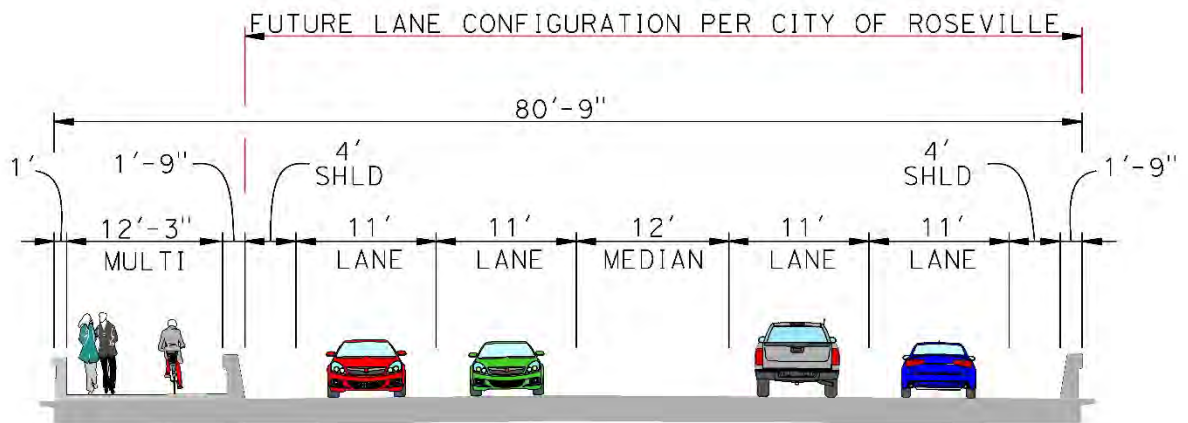 FUTURE LANE CONFIGURATION PER CITY OF ROSEVILLE
80'-9"
1'
1'-9"
4'
SHLD
4'
SHLD
1'-9"
12'-3"
MULTI
11'
LANE
11'
LANE
12'
MEDIAN
11'
LANE
11'
LANE